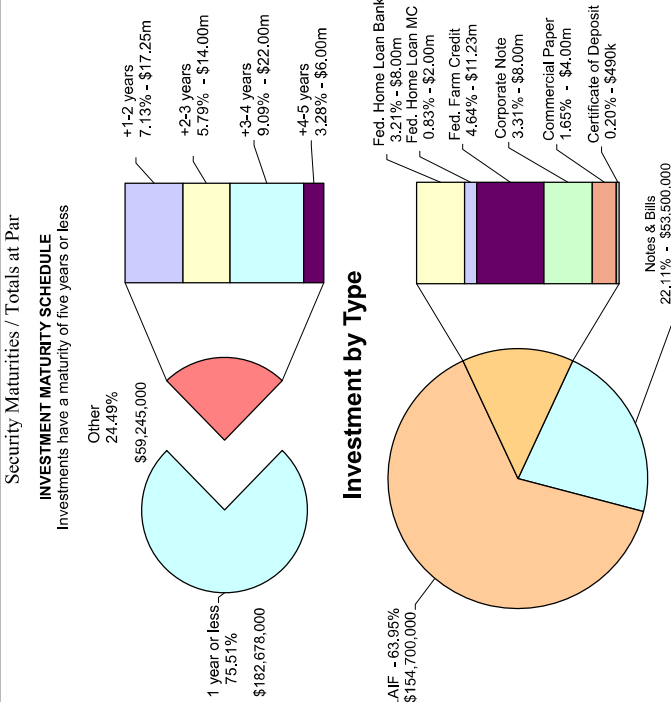 Security Maturities / Totals at Par
INVESTMENT MATURITY SCHEDULE
Investments have a maturity of five years or less
1 year or less
75.51%
$182,678,000
Other
24.49%
$59,245,000
+1-2 years
7.13% - $17.25m
+2-3 years
5.79% - $14.00m
+3-4 years
9.09% - $22.00m
+4-5 years
3.28% - $6.00m
Investment by Type
LAIF - 63.95%
$154,700,000
Fed. Home Loan Bank
3.21% - $8.00m
Fed. Home Loan MC
0.83% - $2.00m
Fed. Farm Credit
4.64% - $11.23m
Corporate Note
3.31% - $8.00m
Commercial Paper
1.65% - $4.00m
Certificate of Deposit
0.20% - $490k
Notes & Bills
22.11% - $53,500,000